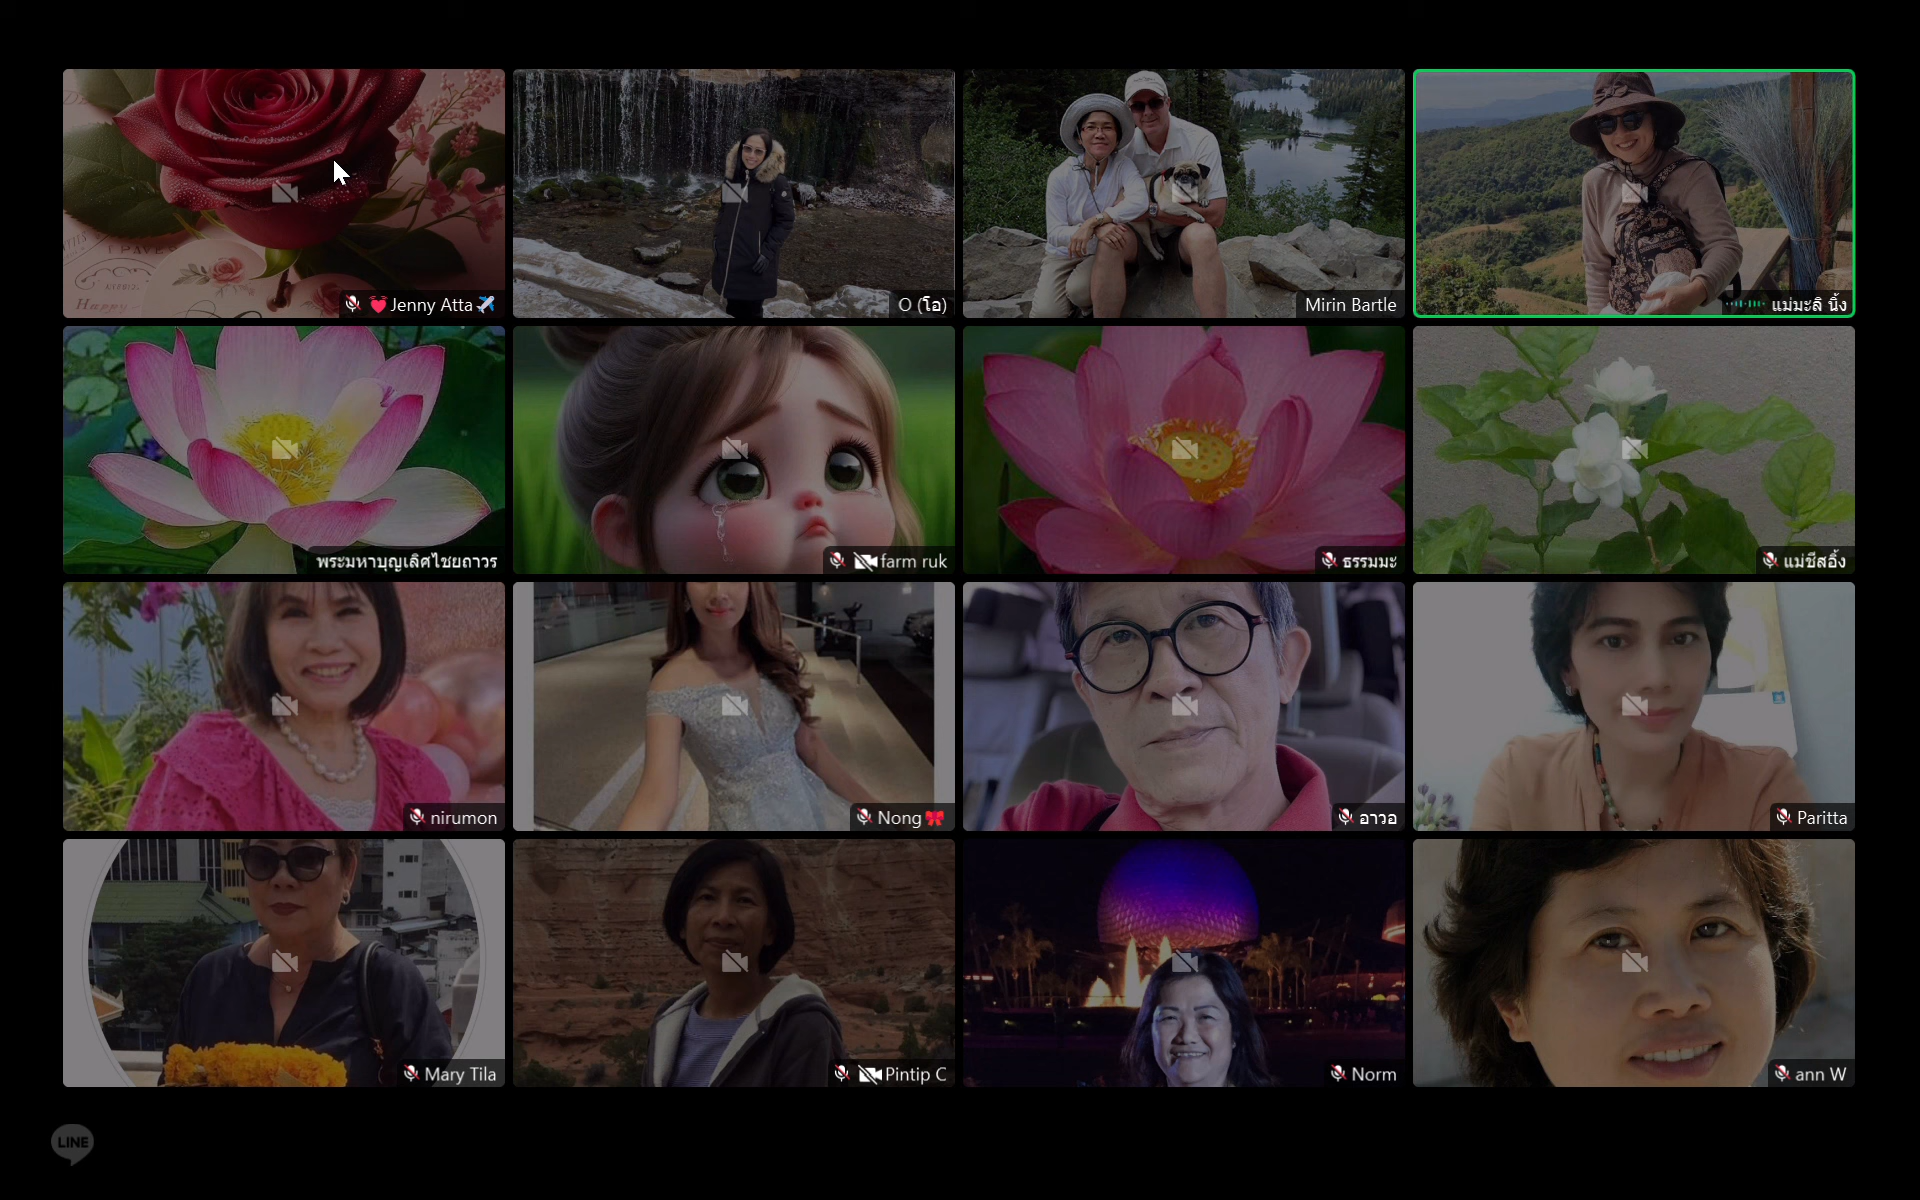 Jenny Atta
O (โอ)
Mirin Bartle
แม่มะลิ นิ้ง
พระมหาบุญเลิศไชยถาวร
farm ruk
ธรรมมะ
แม่ชีสอิ้ง
nirumon
Nong
อาวอ
Paritta
Mary Tila
Pintip C
Norm
ann W
LINE